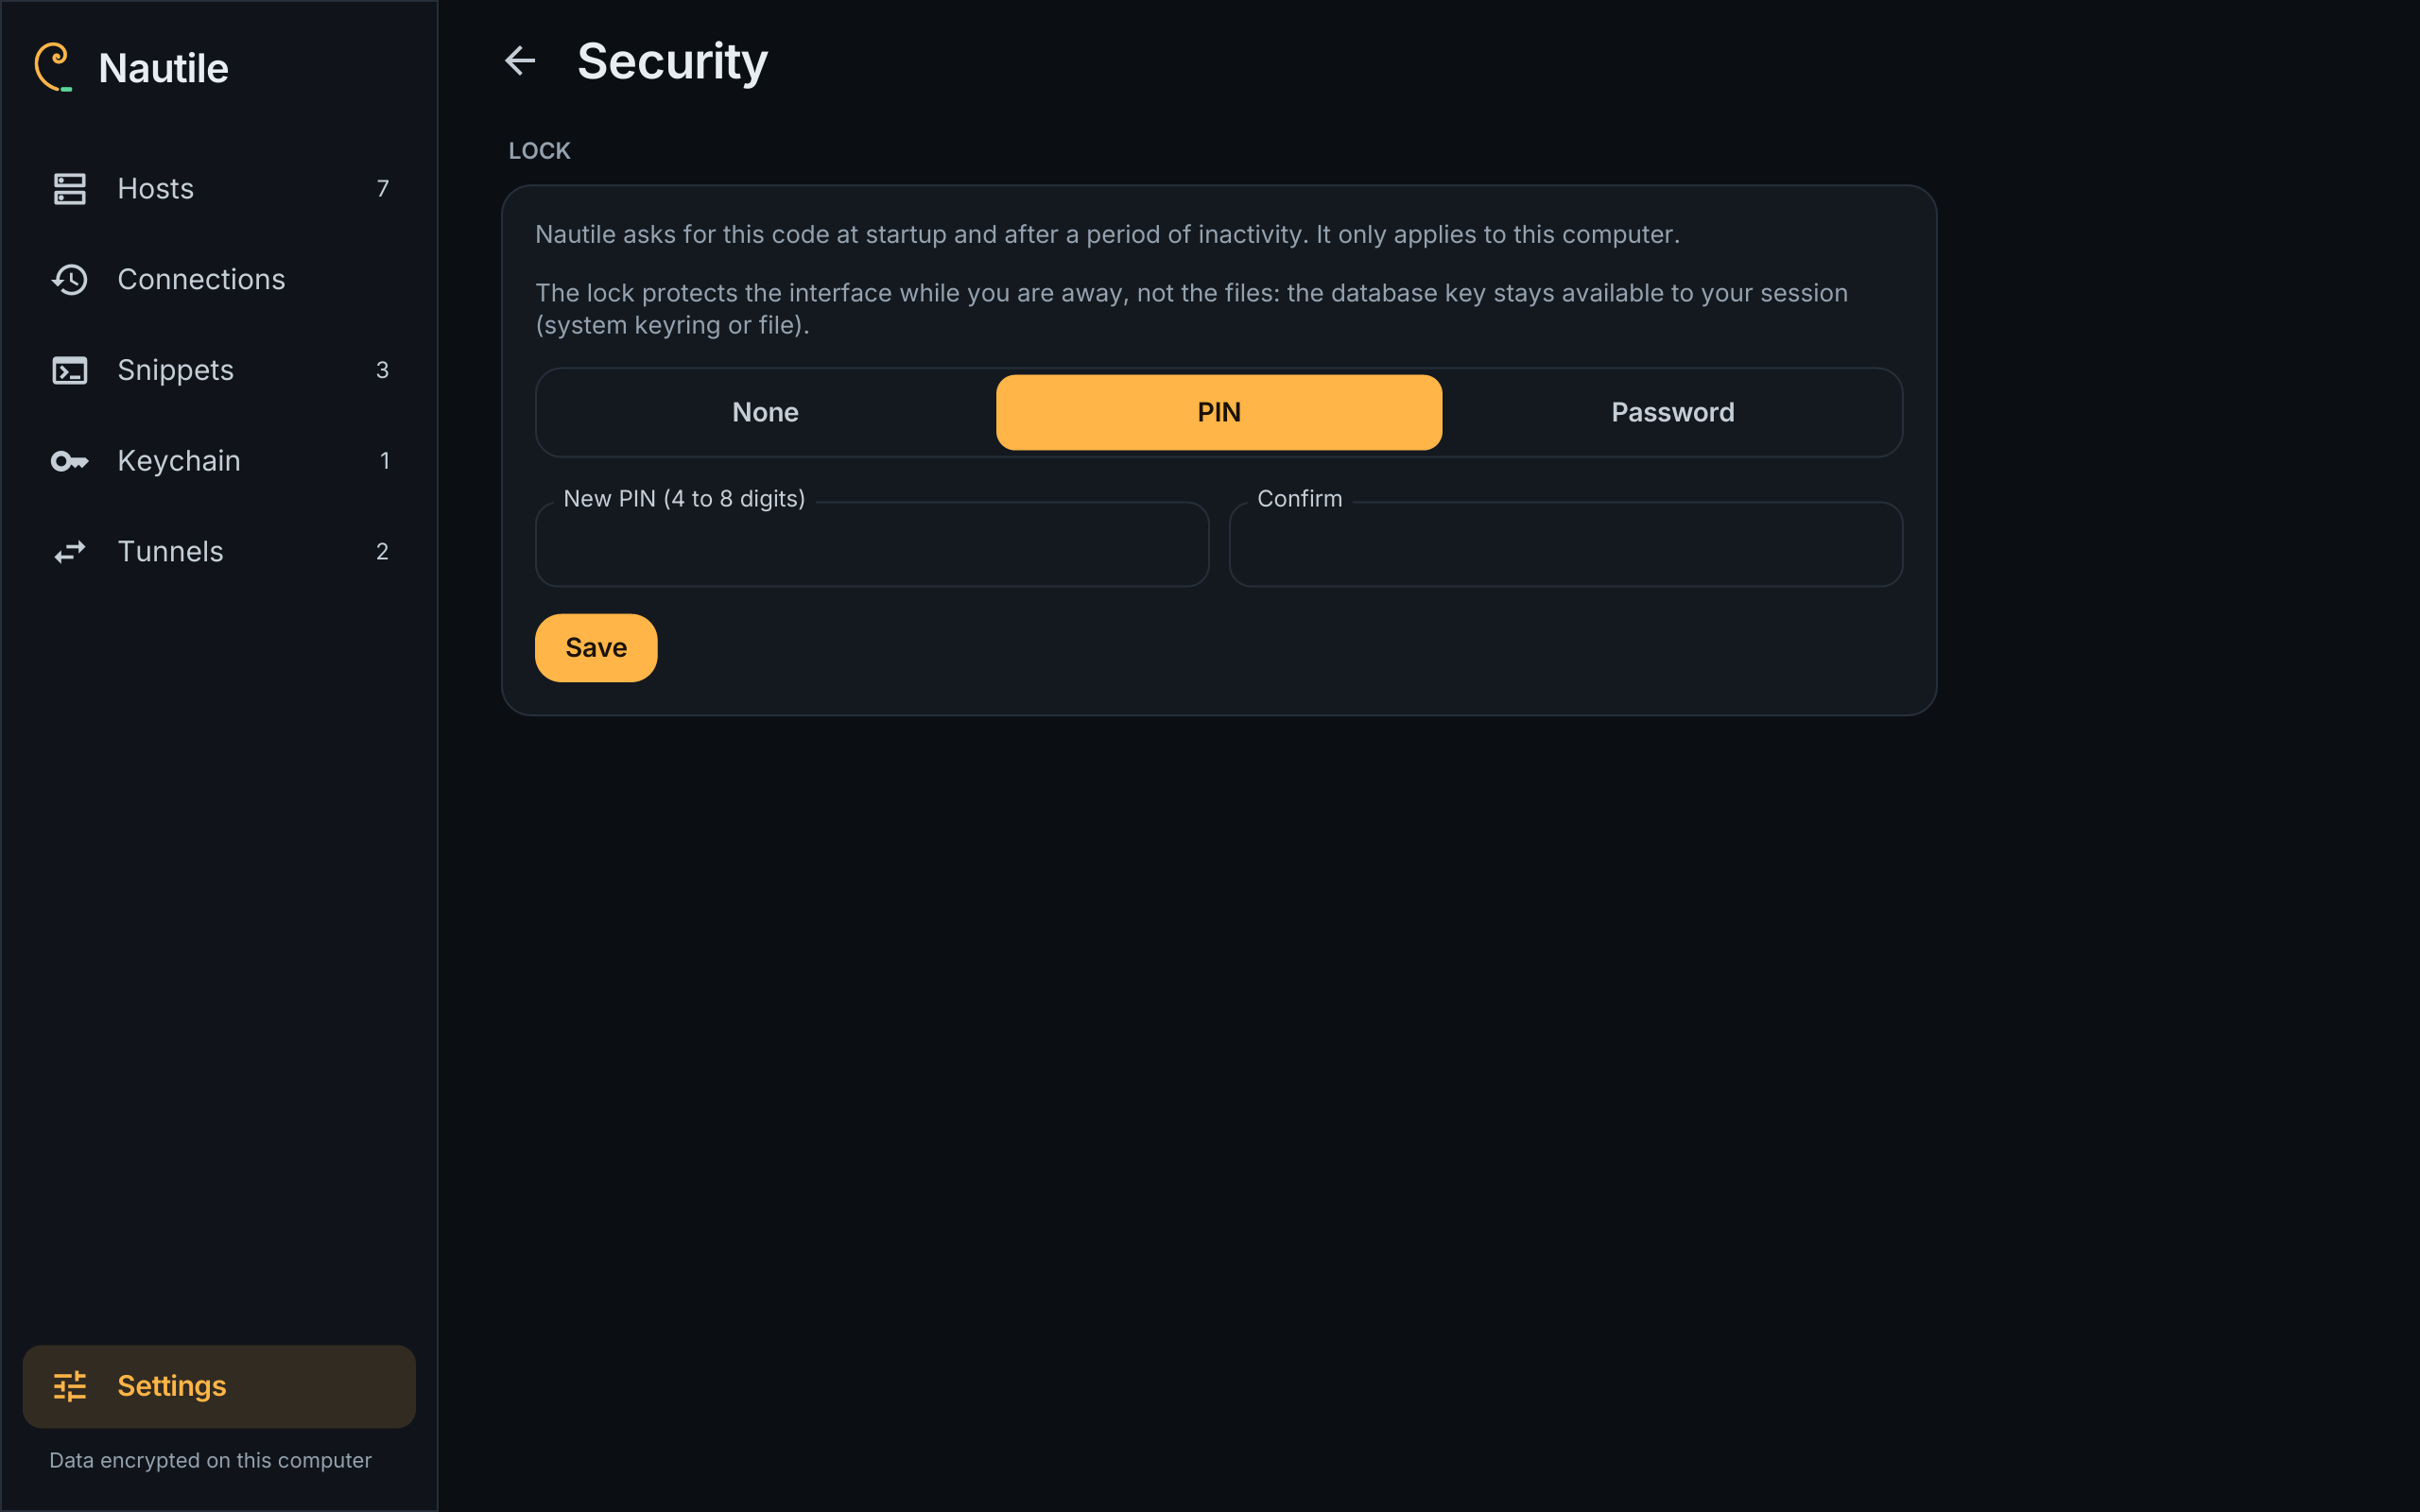 Nautile
Hosts 7
Connections
Snippets 3
Keychain 1
Tunnels 2
Settings
Data encrypted on this computer
Security
LOCK
Nautile asks for this code at startup and after a period of inactivity. It only applies to this computer.
The lock protects the interface while you are away, not the files: the database key stays available to your session
(system keyring or file).
None PIN Password
New PIN (4 to 8 digits) Confirm
Save